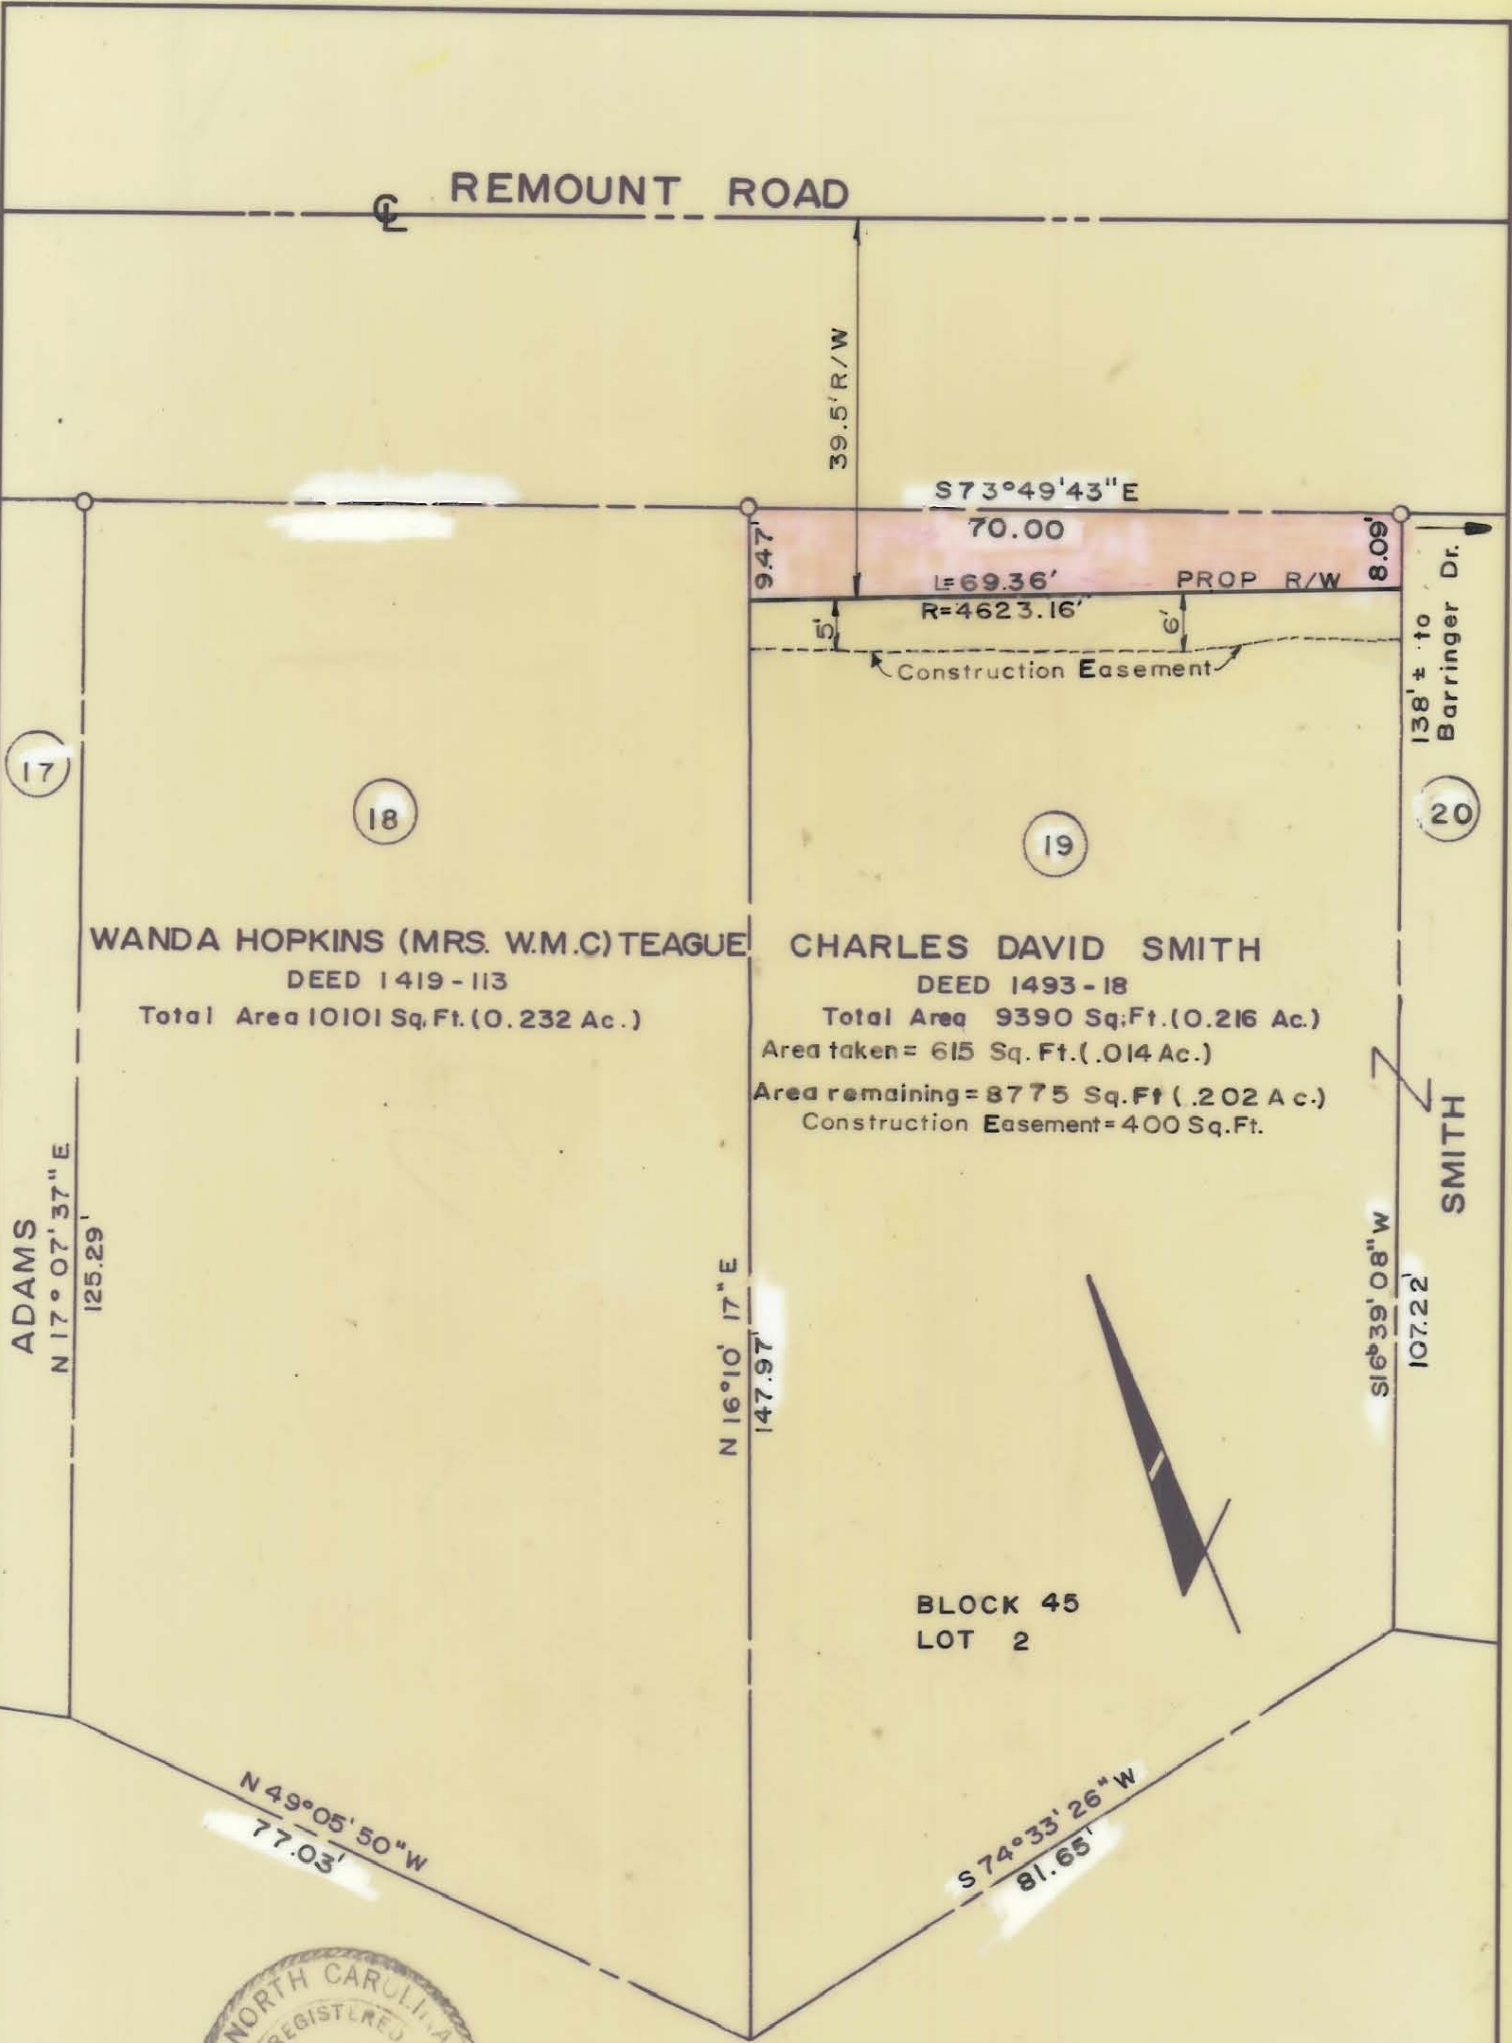 REMOUNT ROAD
CL
39.5' R/W
S73°49'43"E
70.00
9.47'
8.09'
L=69.36'
PROP R/W
R=4623.16'
5'
6'
Construction Easement
138'± to
Barringer Dr.
17
18
19
20
WANDA HOPKINS (MRS. W.M.C) TEAGUE
DEED 1419-113
Total Area 10101 Sq. Ft. (0.232 Ac.)
CHARLES DAVID SMITH
DEED 1493-18
Total Area 9390 Sq. Ft. (0.216 Ac.)
Area taken = 615 Sq. Ft. (.014 Ac.)
Area remaining = 8775 Sq. Ft (.202 Ac.)
Construction Easement = 400 Sq. Ft.
ADAMS
N 17° 07' 37" E
125.29'
N 16°10' 17" E
147.97'
S16°39' 08" W
107.22'
SMITH
BLOCK 45
LOT 2
N 49°05' 50" W
77.03'
S 74°33' 26" W
81.65'
NORTH CAROLINA
REGISTERED